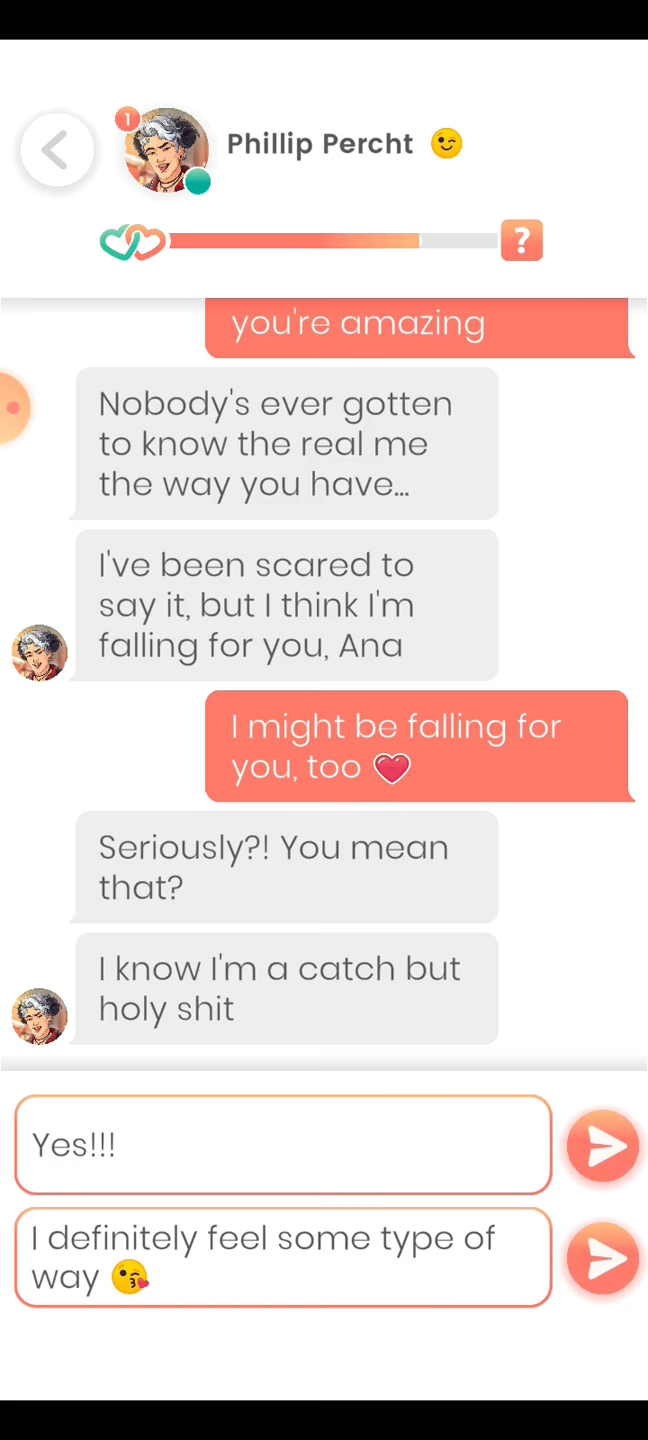 1
Phillip Percht 😉
?
you're amazing
Nobody's ever gotten
to know the real me
the way you have...
I've been scared to
say it, but I think I'm
falling for you, Ana
I might be falling for
you, too ❤️
Seriously?! You mean
that?
I know I'm a catch but
holy shit
Yes!!!
I definitely feel some type of
way 😘